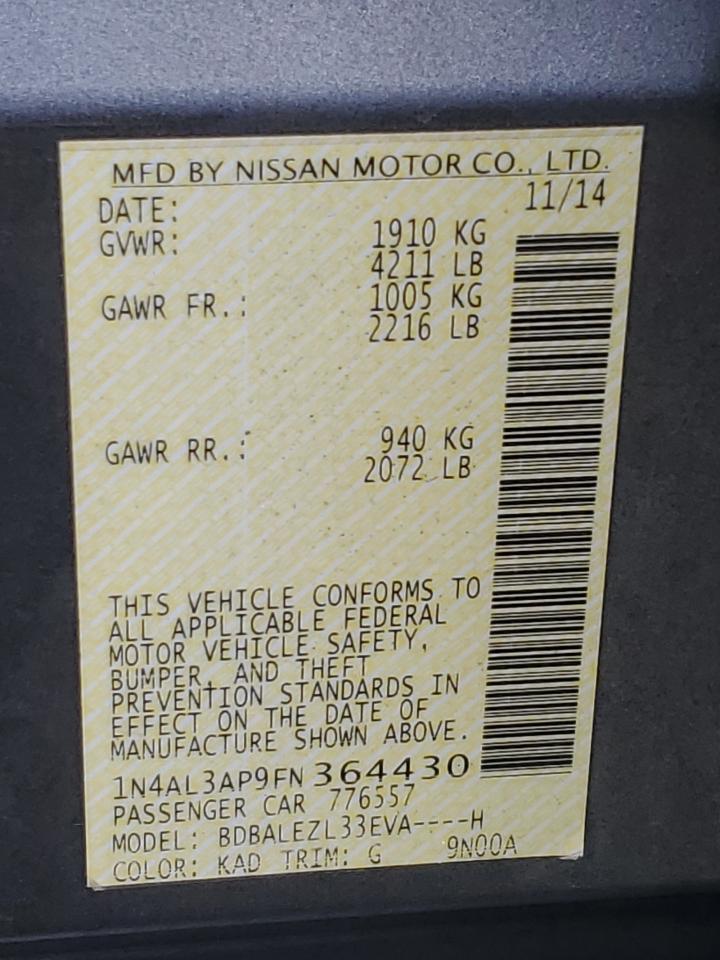 MFD BY NISSAN MOTOR CO., LTD.
DATE: 11/14
GVWR: 1910 KG
4211 LB
GAWR FR.: 1005 KG
2216 LB
GAWR RR.: 940 KG
2072 LB
THIS VEHICLE CONFORMS TO
ALL APPLICABLE FEDERAL
MOTOR VEHICLE SAFETY,
BUMPER, AND THEFT
PREVENTION STANDARDS IN
EFFECT ON THE DATE OF
MANUFACTURE SHOWN ABOVE.
1N4AL3AP9FN 364430
PASSENGER CAR 776557
MODEL: BDBALEZL33EVA----H
COLOR: KAD TRIM: G 9N00A